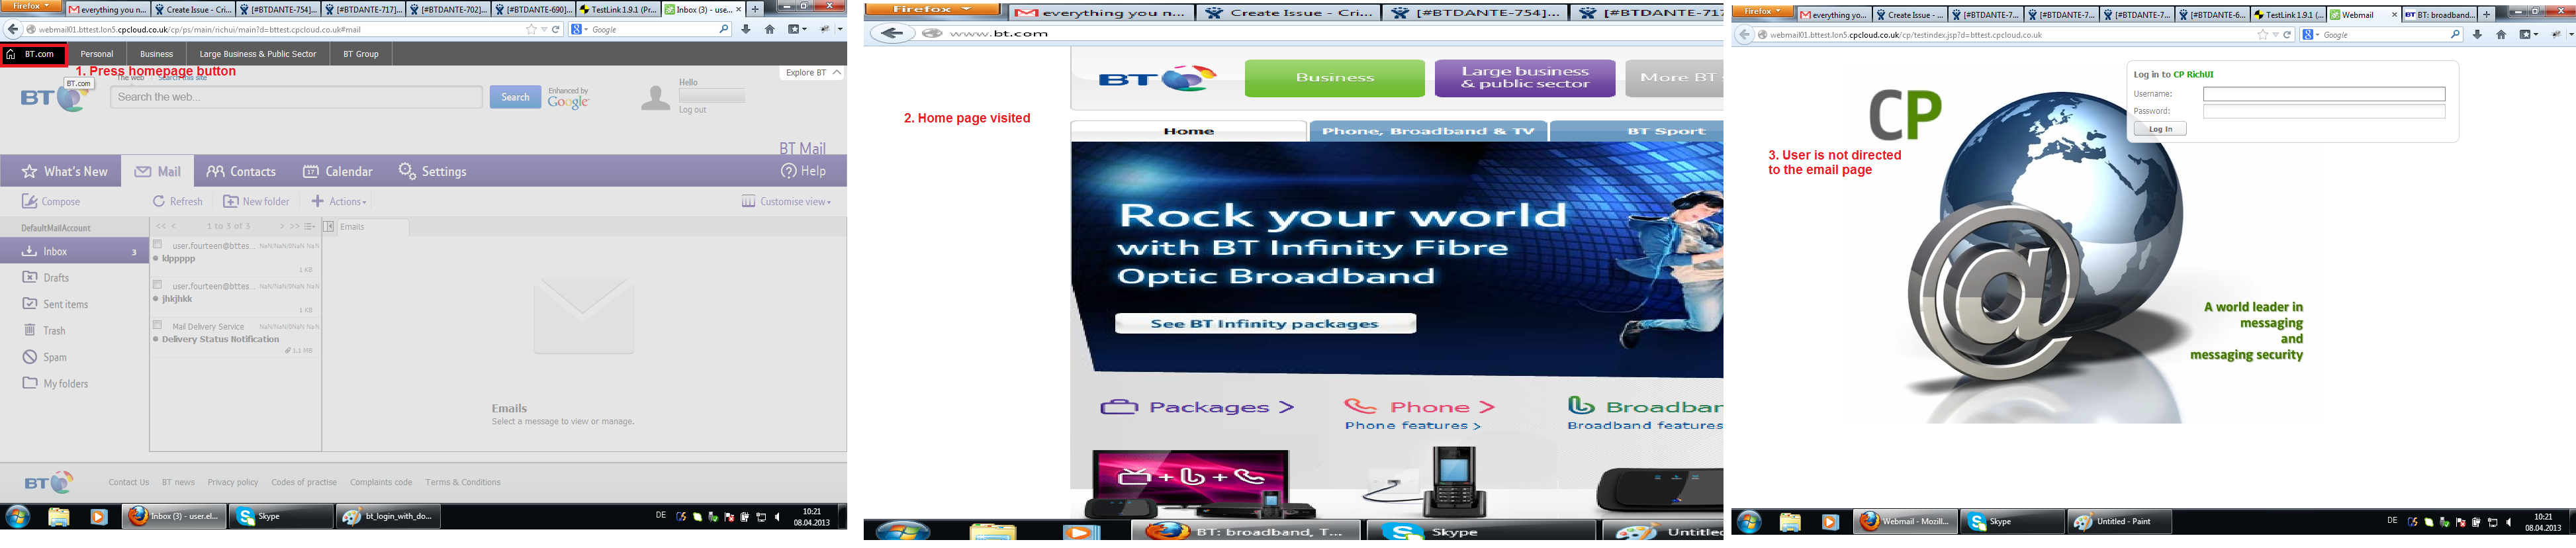 Firefox
everything you n...
Create Issue - Cri...
[#BTDANTE-754]...
[#BTDANTE-717]...
[#BTDANTE-702]...
[#BTDANTE-690]...
TestLink 1.9.1 (Pr...
Inbox (3) - use...
webmail01.bttest.lon5.cpcloud.co.uk/cp/ps/main/richui/main?d=bttest.cpcloud.co.uk#mail
Google
BT.com
Personal
Business
Large Business & Public Sector
BT Group
1. Press homepage button
BT.com
The web
Search this site
Explore BT
BT
Search the web...
Search
Enhanced by
Google
Hello
Log out
BT Mail
What's New
Mail
Contacts
17
Calendar
Settings
Help
Compose
Refresh
New folder
Actions
Customise view
DefaultMailAccount
<< < 1 to 3 of 3 > >>
Emails
Inbox 3
Drafts
Sent items
Trash
Spam
My folders
user.fourteen@bttes... NaN/NaN/0NaN NaN
klppppp
1 KB
user.fourteen@bttes... NaN/NaN/0NaN NaN
jhkjhkk
1 KB
Mail Delivery Service NaN/NaN/0NaN NaN
Delivery Status Notification
1.1 MB
Emails
Select a message to view or manage.
BT
Contact Us
BT news
Privacy policy
Codes of practise
Complaints code
Terms & Conditions
Inbox (3) - user.el...
Skype
bt_login_with_do...
DE
10:21
08.04.2013
Firefox
everything you n...
Create Issue - Cri...
[#BTDANTE-754]...
[#BTDANTE-717
www.bt.com
BT
Business
Large business
& public sector
More BT s
2. Home page visited
Home
Phone, Broadband & TV
BT Sport
Rock your world
with BT Infinity Fibre
Optic Broadband
See BT Infinity packages
Packages >
Phone >
Phone features >
Broadban
Broadband features
BT: broadband, T...
Skype
Untitled
Firefox
everything yo...
Create Issue - ...
[#BTDANTE-7...
[#BTDANTE-7...
[#BTDANTE-7...
[#BTDANTE-6...
TestLink 1.9.1 (...
Webmail
BT: broadband...
webmail01.bttest.lon5.cpcloud.co.uk/cp/testindex.jsp?d=bttest.cpcloud.co.uk
Google
CP
Log in to CP RichUI
Username:
Password:
Log In
3. User is not directed
to the email page
@
A world leader in
messaging
and
messaging security
Webmail - Mozill...
Skype
Untitled - Paint
DE
10:21
08.04.2013